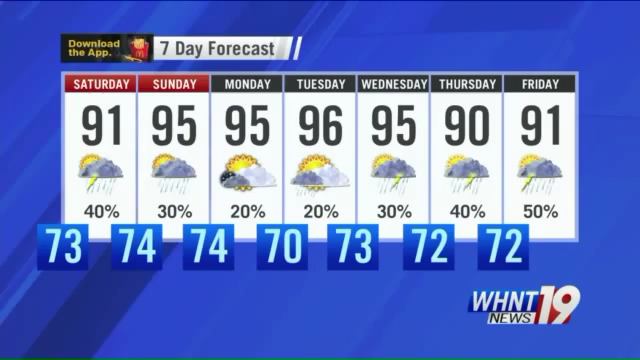 Download
the App.
7 Day Forecast
SATURDAY SUNDAY MONDAY TUESDAY WEDNESDAY THURSDAY FRIDAY
91 95 95 96 95 90 91
40% 30% 20% 20% 30% 40% 50%
73 74 74 70 73 72 72
WHNT 19
NEWS